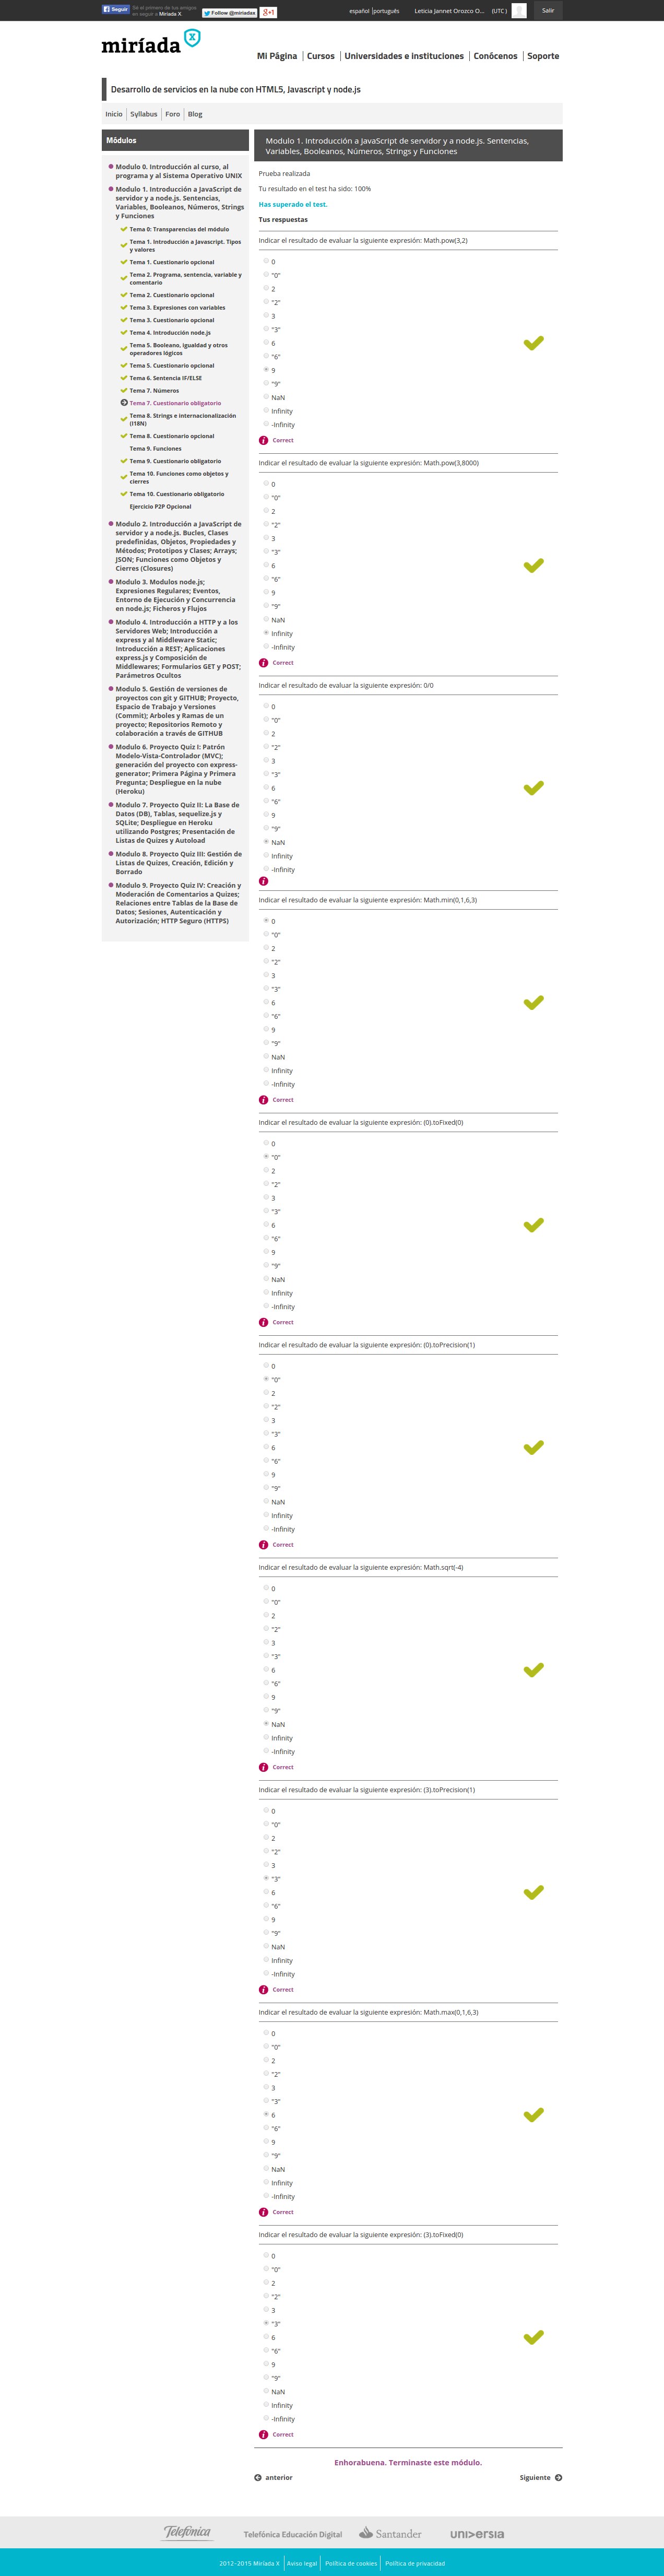 Seguir
Sé el primero de tus amigos
en seguir a Miríada X.
Follow @miriadax
+1
español
português
Leticia Jannet Orozco O...
(UTC )
Salir
miríada X
Mi Página
Cursos
Universidades e instituciones
Conócenos
Soporte
Desarrollo de servicios en la nube con HTML5, Javascript y node.js
Inicio
Syllabus
Foro
Blog
Módulos
Modulo 0. Introducción al curso, al
programa y al Sistema Operativo UNIX
Modulo 1. Introducción a JavaScript de
servidor y a node.js. Sentencias,
Variables, Booleanos, Números, Strings
y Funciones
Tema 0: Transparencias del módulo
Tema 1. Introducción a Javascript. Tipos
y valores
Tema 1. Cuestionario opcional
Tema 2. Programa, sentencia, variable y
comentario
Tema 2. Cuestionario opcional
Tema 3. Expresiones con variables
Tema 3. Cuestionario opcional
Tema 4. Introducción node.js
Tema 5. Booleano, igualdad y otros
operadores lógicos
Tema 5. Cuestionario opcional
Tema 6. Sentencia IF/ELSE
Tema 7. Números
Tema 7. Cuestionario obligatorio
Tema 8. Strings e Internacionalización
(I18N)
Tema 8. Cuestionario opcional
Tema 9. Funciones
Tema 9. Cuestionario obligatorio
Tema 10. Funciones como objetos y
cierres
Tema 10. Cuestionario obligatorio
Ejercicio P2P Opcional
Modulo 2. Introducción a JavaScript de
servidor y a node.js. Bucles, Clases
predefinidas, Objetos, Propiedades y
Métodos; Prototipos y Clases; Arrays;
JSON; Funciones como Objetos y
Cierres (Closures)
Modulo 3. Modulos node.js;
Expresiones Regulares; Eventos,
Entorno de Ejecución y Concurrencia
en node.js; Ficheros y Flujos
Modulo 4. Introducción a HTTP y a los
Servidores Web; Introducción a
express y al Middleware Static;
Introducción a REST; Aplicaciones
express.js y Composición de
Middlewares; Formularios GET y POST;
Parámetros Ocultos
Modulo 5. Gestión de versiones de
proyectos con git y GITHUB; Proyecto,
Espacio de Trabajo y Versiones
(Commit); Arboles y Ramas de un
proyecto; Repositorios Remoto y
colaboración a través de GITHUB
Modulo 6. Proyecto Quiz I: Patrón
Modelo-Vista-Controlador (MVC);
generación del proyecto con express-
generator; Primera Página y Primera
Pregunta; Despliegue en la nube
(Heroku)
Modulo 7. Proyecto Quiz II: La Base de
Datos (DB), Tablas, sequelize.js y
SQLite; Despliegue en Heroku
utilizando Postgres; Presentación de
Listas de Quizes y Autoload
Modulo 8. Proyecto Quiz III: Gestión de
Listas de Quizes, Creación, Edición y
Borrado
Modulo 9. Proyecto Quiz IV: Creación y
Moderación de Comentarios a Quizes;
Relaciones entre Tablas de la Base de
Datos; Sesiones, Autenticación y
Autorización; HTTP Seguro (HTTPS)
Modulo 1. Introducción a JavaScript de servidor y a node.js. Sentencias,
Variables, Booleanos, Números, Strings y Funciones
Prueba realizada
Tu resultado en el test ha sido: 100%
Has superado el test.
Tus respuestas
Indicar el resultado de evaluar la siguiente expresión: Math.pow(3,2)
0
"0"
2
"2"
3
"3"
6
"6"
9
"9"
NaN
Infinity
-Infinity
Correct
Indicar el resultado de evaluar la siguiente expresión: Math.pow(3,8000)
0
"0"
2
"2"
3
"3"
6
"6"
9
"9"
NaN
Infinity
-Infinity
Correct
Indicar el resultado de evaluar la siguiente expresión: 0/0
0
"0"
2
"2"
3
"3"
6
"6"
9
"9"
NaN
Infinity
-Infinity
Indicar el resultado de evaluar la siguiente expresión: Math.min(0,1,6,3)
0
"0"
2
"2"
3
"3"
6
"6"
9
"9"
NaN
Infinity
-Infinity
Correct
Indicar el resultado de evaluar la siguiente expresión: (0).toFixed(0)
0
"0"
2
"2"
3
"3"
6
"6"
9
"9"
NaN
Infinity
-Infinity
Correct
Indicar el resultado de evaluar la siguiente expresión: (0).toPrecision(1)
0
"0"
2
"2"
3
"3"
6
"6"
9
"9"
NaN
Infinity
-Infinity
Correct
Indicar el resultado de evaluar la siguiente expresión: Math.sqrt(-4)
0
"0"
2
"2"
3
"3"
6
"6"
9
"9"
NaN
Infinity
-Infinity
Correct
Indicar el resultado de evaluar la siguiente expresión: (3).toPrecision(1)
0
"0"
2
"2"
3
"3"
6
"6"
9
"9"
NaN
Infinity
-Infinity
Correct
Indicar el resultado de evaluar la siguiente expresión: Math.max(0,1,6,3)
0
"0"
2
"2"
3
"3"
6
"6"
9
"9"
NaN
Infinity
-Infinity
Correct
Indicar el resultado de evaluar la siguiente expresión: (3).toFixed(0)
0
"0"
2
"2"
3
"3"
6
"6"
9
"9"
NaN
Infinity
-Infinity
Correct
Enhorabuena. Terminaste este módulo.
anterior
Siguiente
Telefónica
Telefónica Educación Digital
Santander
universia
2012-2015 Miríada X
Aviso legal
Política de cookies
Política de privacidad